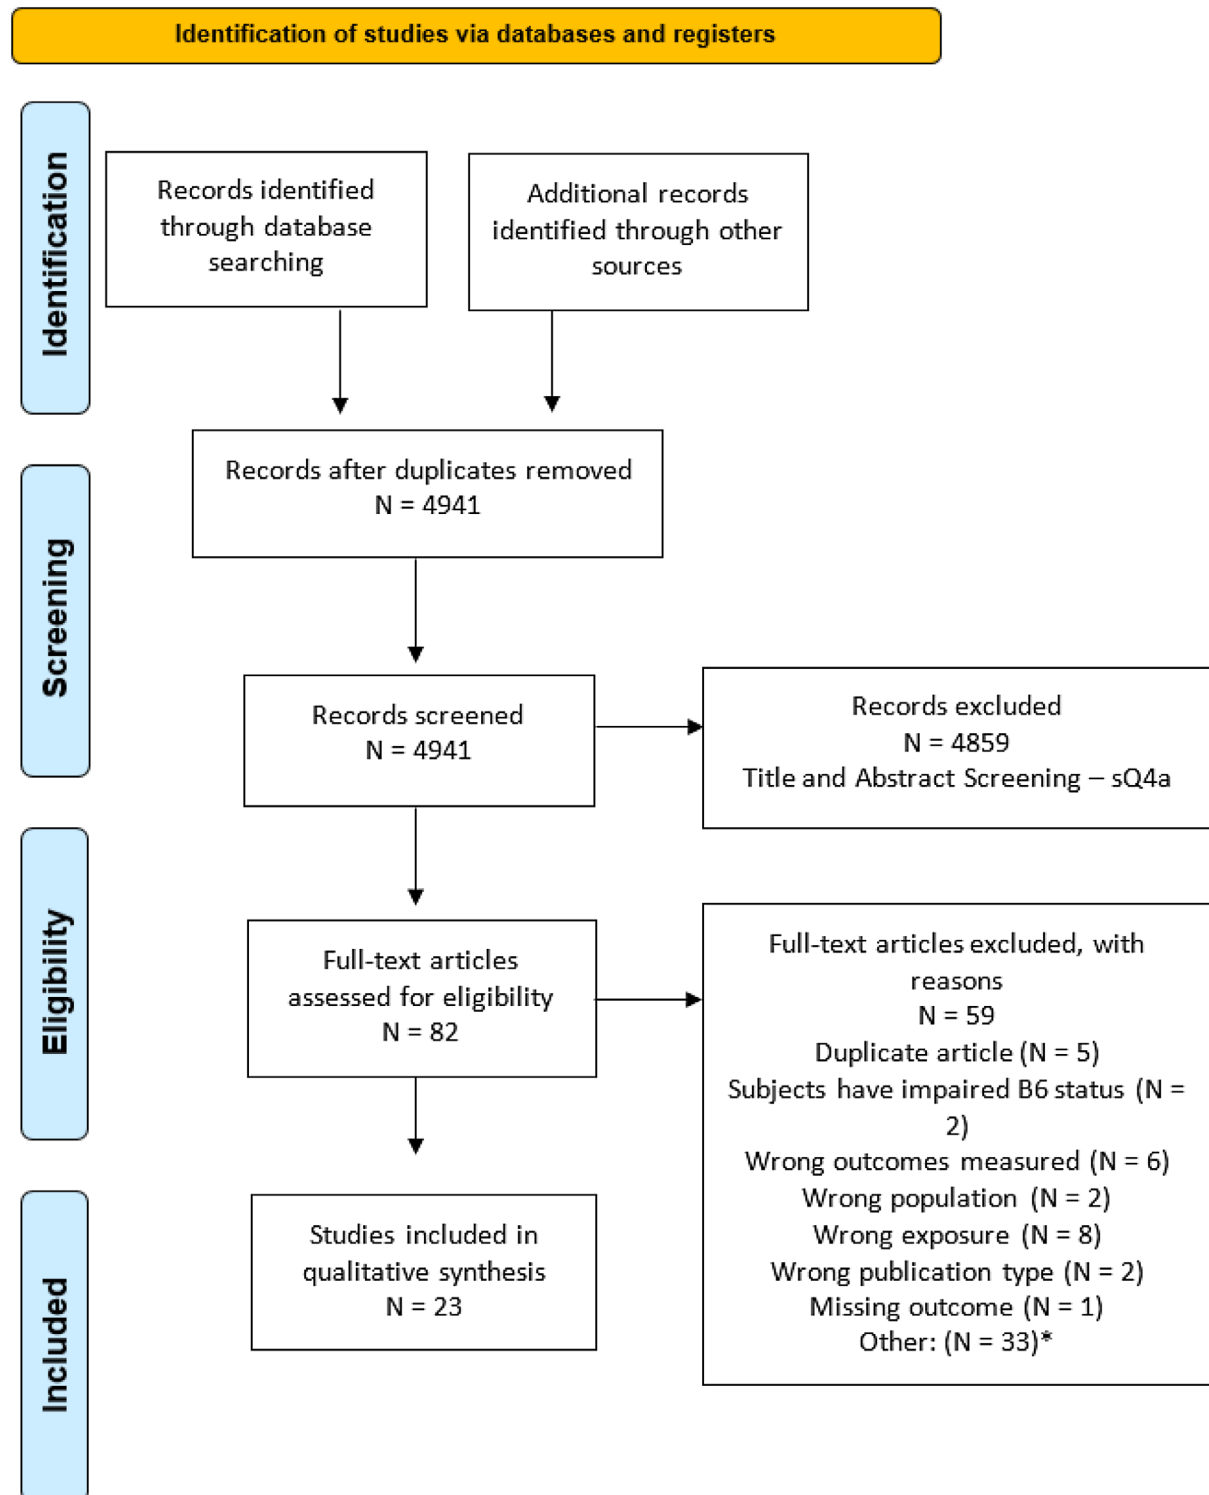 Identification of studies via databases and registers
Identification
Records identified
through database
searching
Additional records
identified through other
sources
Screening
Records after duplicates removed
N = 4941
Records screened
N = 4941
Records excluded
N = 4859
Title and Abstract Screening – sQ4a
Eligibility
Full-text articles
assessed for eligibility
N = 82
Full-text articles excluded, with
reasons
N = 59
Duplicate article (N = 5)
Subjects have impaired B6 status (N =
2)
Wrong outcomes measured (N = 6)
Wrong population (N = 2)
Wrong exposure (N = 8)
Wrong publication type (N = 2)
Missing outcome (N = 1)
Other: (N = 33)*
Included
Studies included in
qualitative synthesis
N = 23